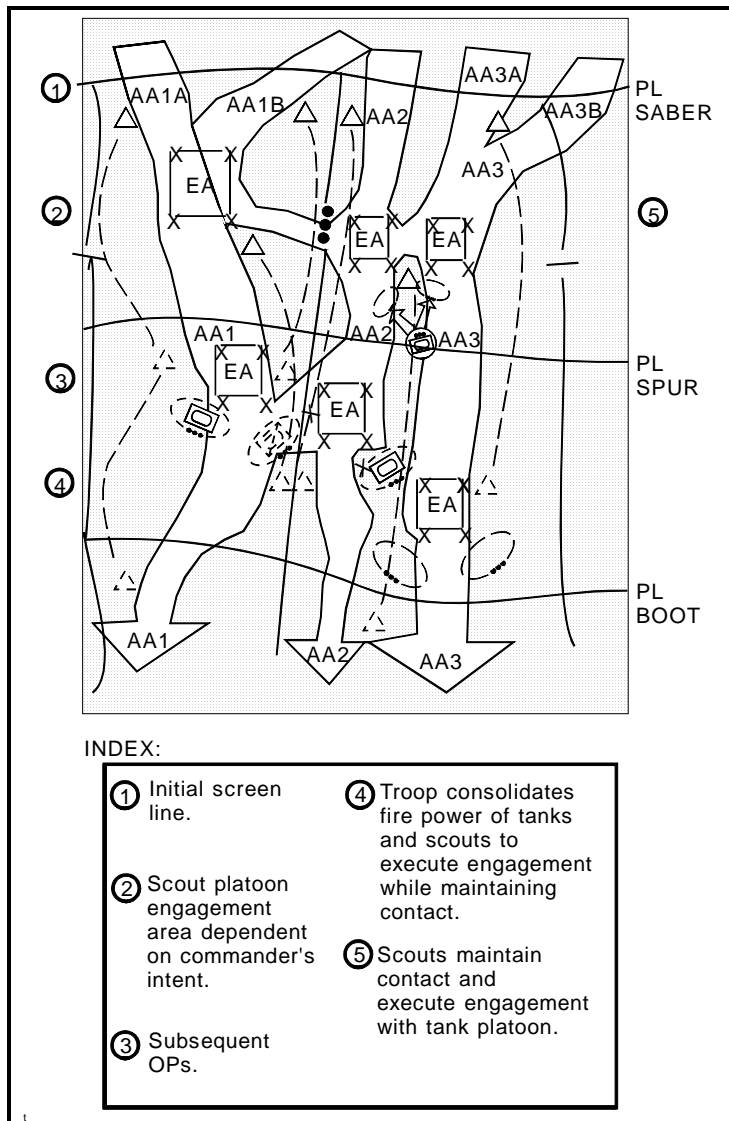 1
AA1A
AA1B
AA2
AA3A
AA3B
PL
SABER
AA3
EA
2
5
EA
EA
AA1
AA2
AA3
PL
SPUR
3
EA
EA
4
EA
PL
BOOT
AA1
AA2
AA3
INDEX:
1 Initial screen
line.
2 Scout platoon
engagement
area dependent
on commander's
intent.
3 Subsequent
OPs.
4 Troop consolidates
fire power of tanks
and scouts to
execute engagement
while maintaining
contact.
5 Scouts maintain
contact and
execute engagement
with tank platoon.
t